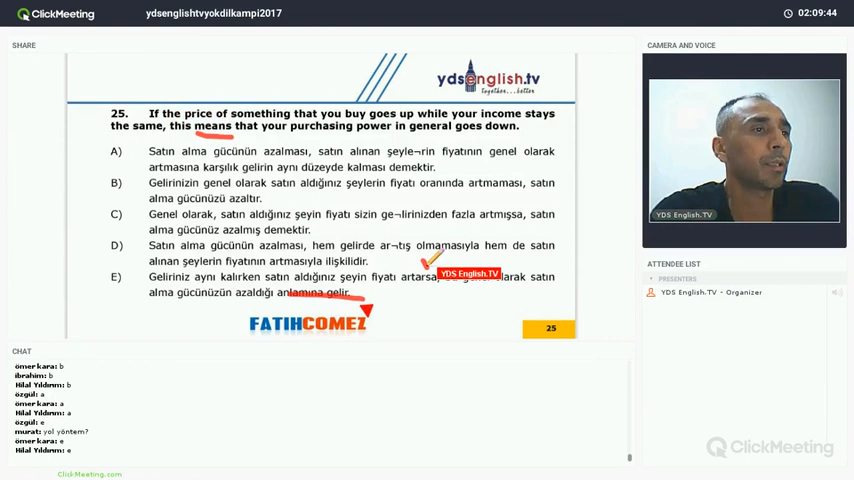 ClickMeeting
ydsenglishtvyokdilkampi2017
02:09:44
SHARE
ydsenglish.tv
together...better
25. If the price of something that you buy goes up while your income stays
the same, this means that your purchasing power in general goes down.
A) Satın alma gücünün azalması, satın alınan şeyle¬rin fiyatının genel olarak
artmasına karşılık gelirin aynı düzeyde kalması demektir.
B) Gelirinizin genel olarak satın aldığınız şeylerin fiyatı oranında artmaması, satın
alma gücünüzü azaltır.
C) Genel olarak, satın aldığınız şeyin fiyatı sizin ge¬lirinizden fazla artmışsa, satın
alma gücünüz azalmış demektir.
D) Satın alma gücünün azalması, hem gelirde ar¬tış olmamasıyla hem de satın
alınan şeylerin fiyatının artmasıyla ilişkilidir.
YDS English.TV
E) Geliriniz aynı kalırken satın aldığınız şeyin fiyatı artarsa, olarak satın
alma gücünüzün azaldığı anlamına gelir.
FATIHCOMEZ
25
CAMERA AND VOICE
YDS English.TV
ATTENDEE LIST
PRESENTERS
YDS English.TV - Organizer
CHAT
ömer kara: b
ibrahim: b
Hilal Yıldırım: b
özgül: a
ömer kara: a
Hilal Yıldırım: a
özgül: e
murat: yol yöntem?
ömer kara: e
Hilal Yıldırım: e
ClickMeeting
ClickMeeting.com